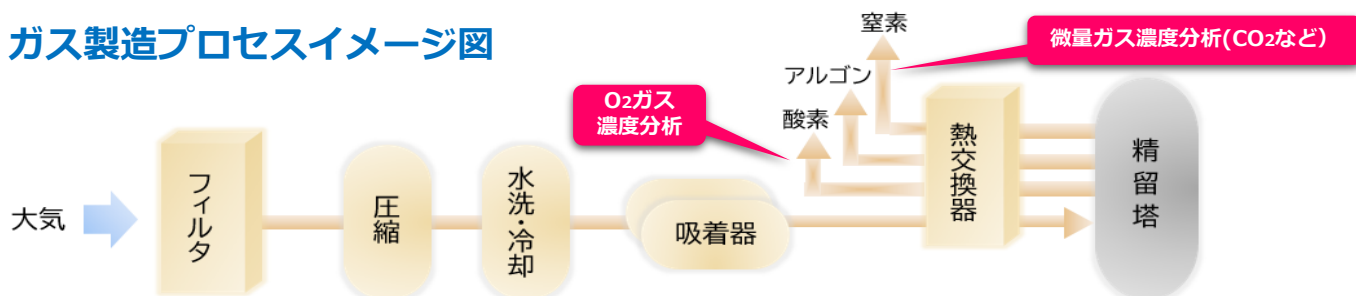 ガス製造プロセスイメージ図
窒素
微量ガス濃度分析(CO2など）
アルゴン
O2ガス
濃度分析
酸素
大気
フィルタ
圧縮
水洗・冷却
吸着器
熱交換器
精留塔